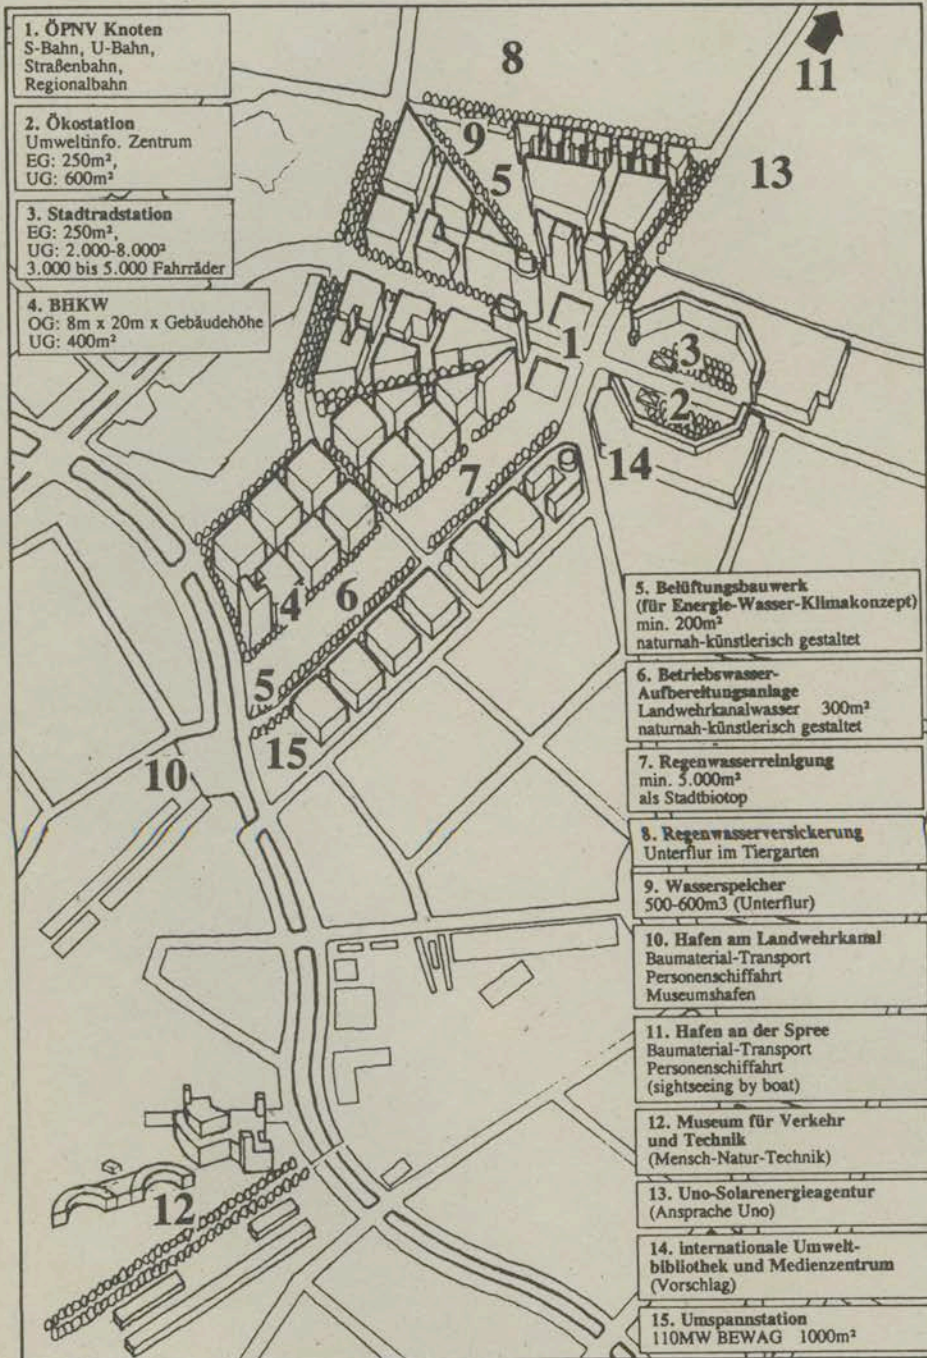 1. ÖPNV Knoten
S-Bahn, U-Bahn,
Straßenbahn,
Regionalbahn
2. Ökostation
Umweltinfo. Zentrum
EG: 250m²,
UG: 600m²
3. Stadtradstation
EG: 250m²,
UG: 2.000-8.000²
3.000 bis 5.000 Fahrräder
4. BHKW
OG: 8m x 20m x Gebäudehöhe
UG: 400m²
8
11
9
5
13
1
3
2
14
7
6
4
5
15
10
12
5. Belüftungsbauwerk
(für Energie-Wasser-Klimakonzept)
min. 200m²
naturnah-künstlerisch gestaltet
6. Betriebswasser-
Aufbereitungsanlage
Landwehrkanalwasser 300m²
naturnah-künstlerisch gestaltet
7. Regenwasserreinigung
min. 5.000m²
als Stadtbiotop
8. Regenwasserversickerung
Unterflur im Tiergarten
9. Wasserspeicher
500-600m3 (Unterflur)
10. Hafen am Landwehrkanal
Baumaterial-Transport
Personenschiffahrt
Museumshafen
11. Hafen an der Spree
Baumaterial-Transport
Personenschiffahrt
(sightseeing by boat)
12. Museum für Verkehr
und Technik
(Mensch-Natur-Technik)
13. Uno-Solarenergieagentur
(Ansprache Uno)
14. internationale Umwelt-
bibliothek und Medienzentrum
(Vorschlag)
15. Umspannstation
110MW BEWAG 1000m²